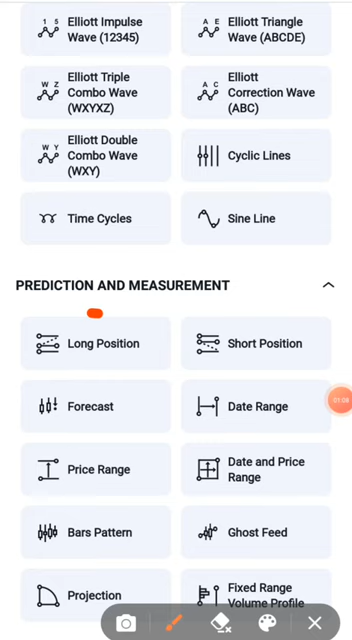 1 5
Elliott Impulse
Wave (12345)
A E
Elliott Triangle
Wave (ABCDE)
W Z
Elliott Triple
Combo Wave
(WXYXZ)
A C
Elliott
Correction Wave
(ABC)
W Y
Elliott Double
Combo Wave
(WXY)
Cyclic Lines
Time Cycles
Sine Line
PREDICTION AND MEASUREMENT
Long Position
Short Position
Forecast
Date Range
01:08
Price Range
Date and Price
Range
Bars Pattern
Ghost Feed
Projection
Fixed Range
Volume Profile